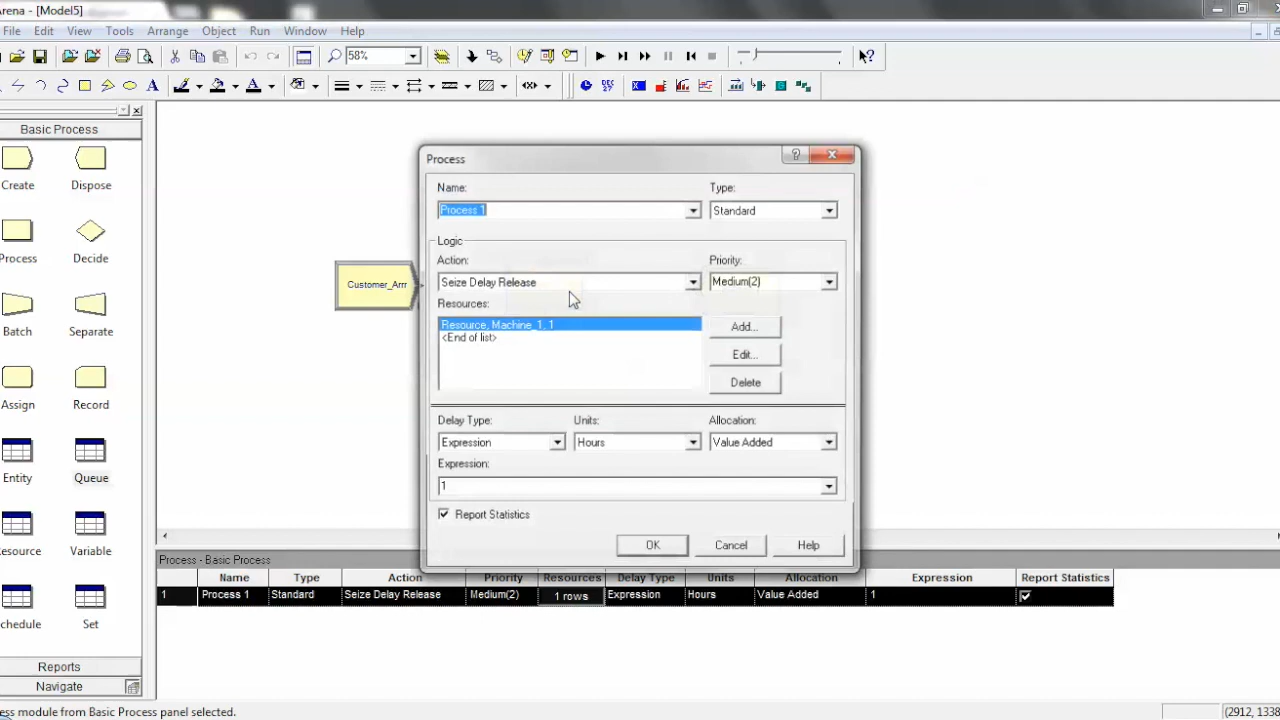 rena - [Model5]
File Edit View Tools Arrange Object Run Window Help
58%
Basic Process
Create Dispose
Process Decide
Batch Separate
Assign Record
Entity Queue
esource Variable
chedule Set
Reports
Navigate
Customer_Arr
Process
Name: Type:
Process 1 Standard
Logic
Action: Priority:
Seize Delay Release Medium(2)
Resources:
Resource, Machine_1, 1
<End of list>
Add...
Edit...
Delete
Delay Type: Units: Allocation:
Expression Hours Value Added
Expression:
1
Report Statistics
OK Cancel Help
Process - Basic Process
Name Type Action Priority Resources Delay Type Units Allocation Expression Report Statistics
1 Process 1 Standard Seize Delay Release Medium(2) 1 rows Expression Hours Value Added 1
ess module from Basic Process panel selected.
(2912, 1338